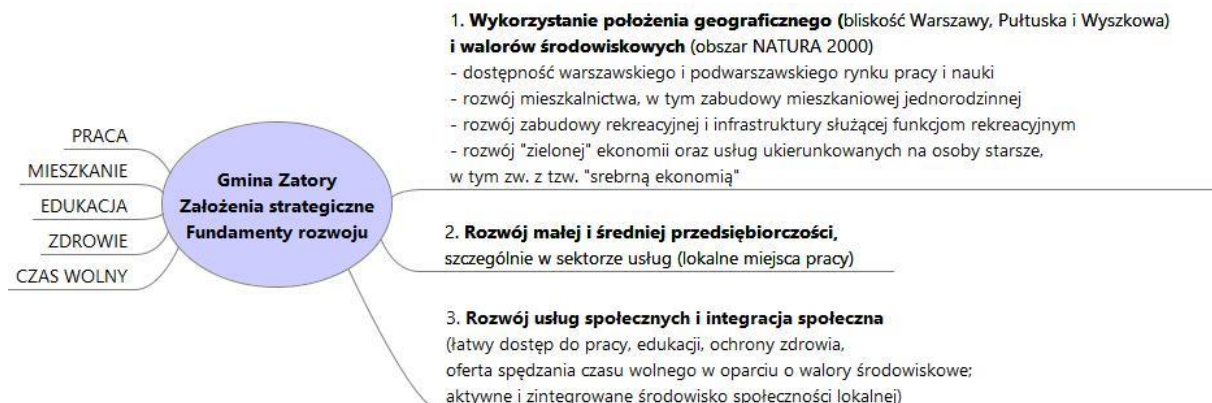 PRACA
MIESZKANIE
EDUKACJA
ZDROWIE
CZAS WOLNY
Gmina Zatory
Założenia strategiczne
Fundamenty rozwoju
1. Wykorzystanie położenia geograficznego (bliskość Warszawy, Pułtuska i Wyszkowa)
i walorów środowiskowych (obszar NATURA 2000)
- dostępność warszawskiego i podwarszawskiego rynku pracy i nauki
- rozwój mieszkalnictwa, w tym zabudowy mieszkaniowej jednorodzinnej
- rozwój zabudowy rekreacyjnej i infrastruktury służącej funkcjom rekreacyjnym
- rozwój "zielonej" ekonomii oraz usług ukierunkowanych na osoby starsze,
w tym zw. z tzw. "srebrną ekonomią"
2. Rozwój małej i średniej przedsiębiorczości,
szczególnie w sektorze usług (lokalne miejsca pracy)
3. Rozwój usług społecznych i integracja społeczna
(łatwy dostęp do pracy, edukacji, ochrony zdrowia,
oferta spędzania czasu wolnego w oparciu o walory środowiskowe;
aktywne i zintegrowane środowisko społeczności lokalnej)